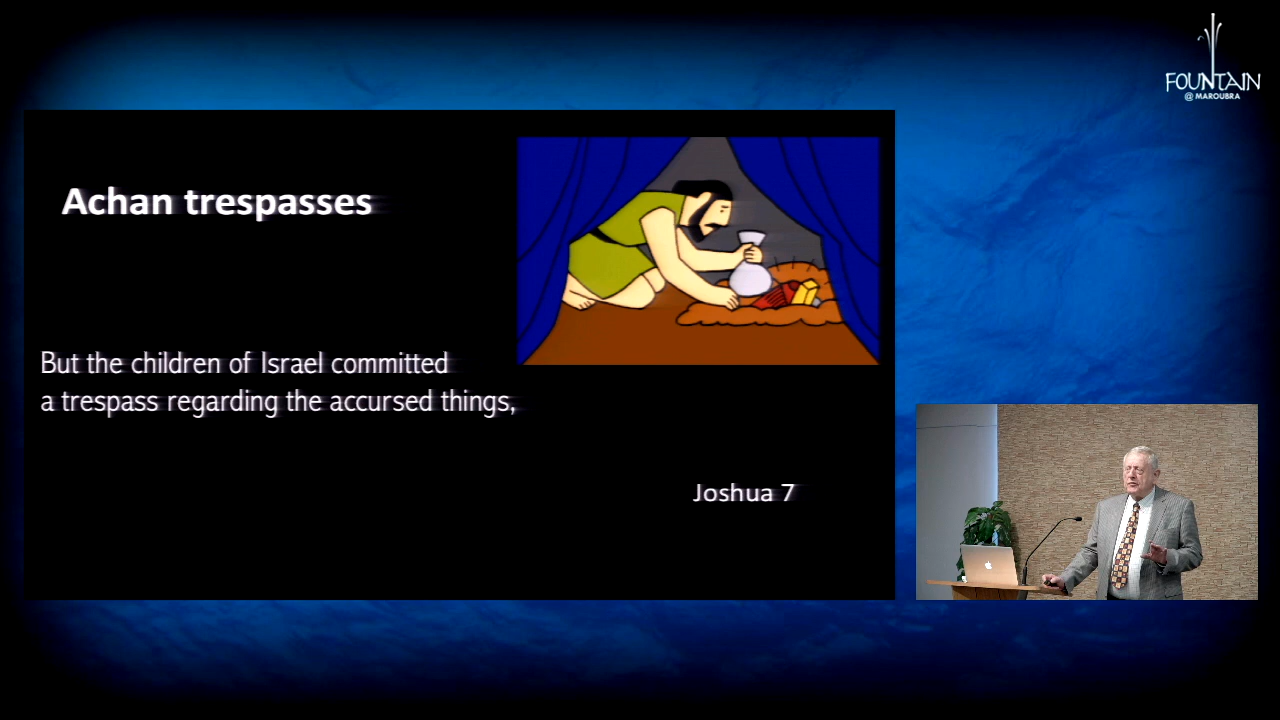 FOUNTAIN
@ MAROUBRA
Achan trespasses
But the children of Israel committed
a trespass regarding the accursed things,
Joshua 7